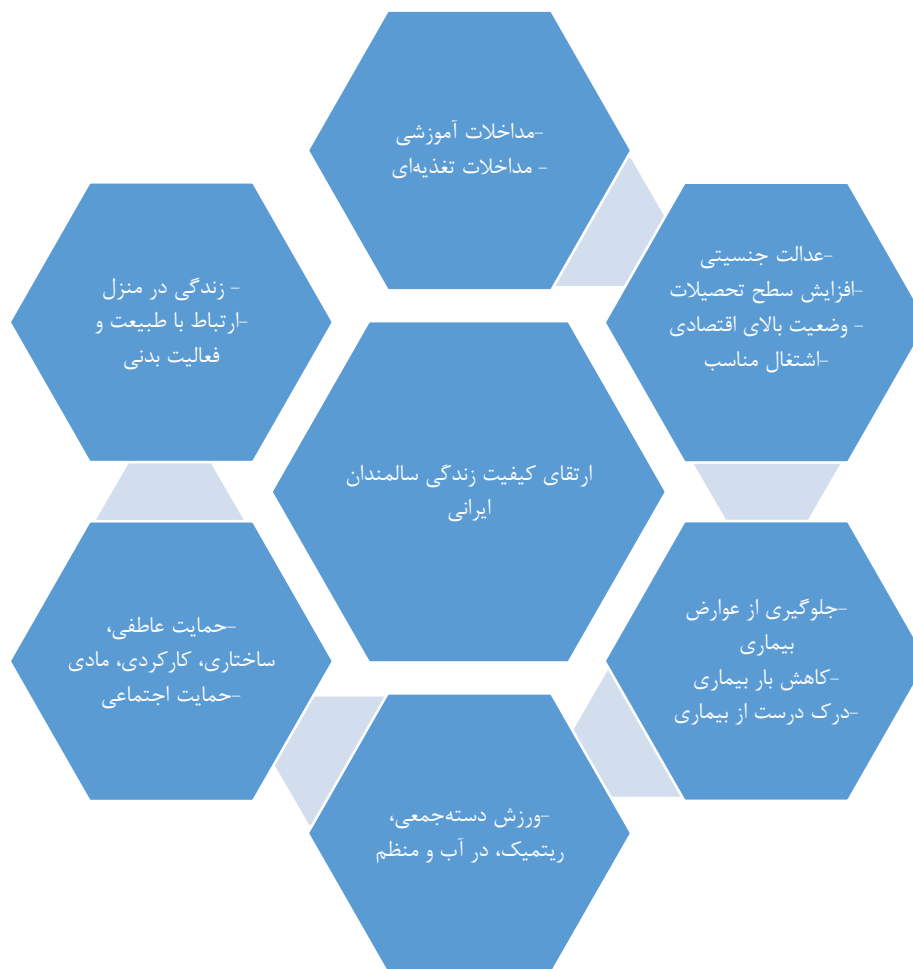 -مداخلات آموزشی
- مداخلات تغذیه‌ای
-عدالت جنسیتی
-افزایش سطح تحصیلات
- وضعیت بالای اقتصادی
-اشتغال مناسب
- زندگی در منزل
-ارتباط با طبیعت و
فعالیت بدنی
ارتقای کیفیت زندگی سالمندان
ایرانی
-جلوگیری از عوارض
بیماری
-کاهش بار بیماری
-درک درست از بیماری
-حمایت عاطفی،
ساختاری، کارکردی، مادی
-حمایت اجتماعی
-ورزش دسته‌جمعی،
ریتمیک، در آب و منظم